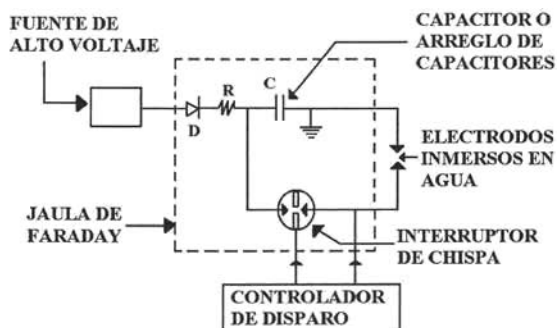 FUENTE DE
ALTO VOLTAJE
CAPACITOR O
ARREGLO DE
CAPACITORES
R
C
D
ELECTRODOS
INMERSOS EN
AGUA
JAULA DE
FARADAY
INTERRUPTOR
DE CHISPA
CONTROLADOR
DE DISPARO